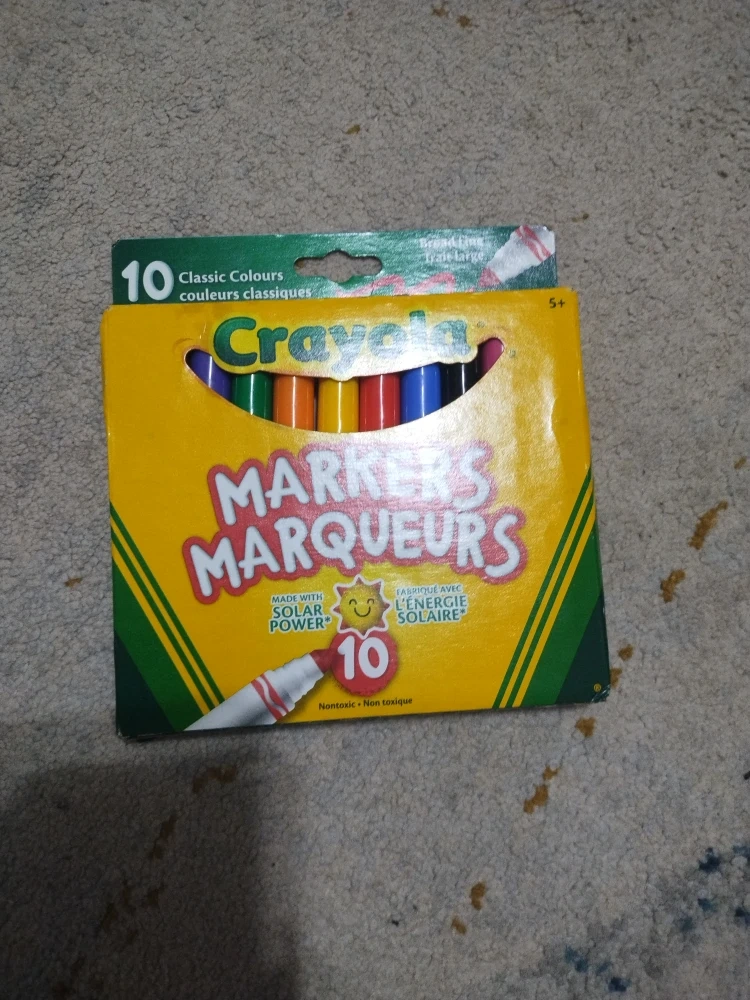 Broad Line
Trait large
10 Classic Colours
couleurs classiques
5+
Crayola
MARKERS
MARQUEURS
MADE WITH
SOLAR
POWER*
FABRIQUÉ AVEC
L'ÉNERGIE
SOLAIRE*
10
Nontoxic • Non toxique